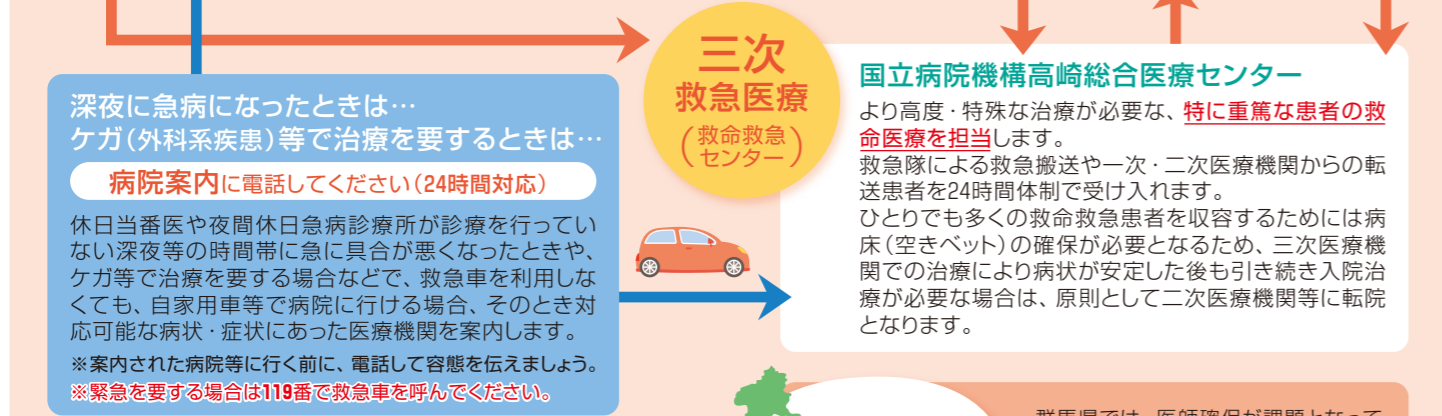 深夜に急病になったときは…
ケガ(外科系疾患)等で治療を要するときは…
病院案内に電話してください(24時間対応)
休日当番医や夜間休日急病診療所が診療を行ってい
ない深夜等の時間帯に急に具合が悪くなったときや、
ケガ等で治療を要する場合などで、救急車を利用しな
くても、自家用車等で病院に行ける場合、そのとき対
応可能な病状・症状にあった医療機関を案内します。
※案内された病院等に行く前に、電話して容態を伝えましょう。
※緊急を要する場合は119番で救急車を呼んでください。
三次
救急医療
(救命救急
センター)
国立病院機構高崎総合医療センター
より高度・特殊な治療が必要な、特に重篤な患者の救
命医療を担当します。
救急隊による救急搬送や一次・二次医療機関からの転
送患者を24時間体制で受け入れます。
ひとりでも多くの救命救急患者を収容するためには病
床(空きベット)の確保が必要となるため、三次医療機
関での治療により病状が安定した後も引き続き入院治
療が必要な場合は、原則として二次医療機関等に転院
となります。
群馬県では、医師確保が課題となって